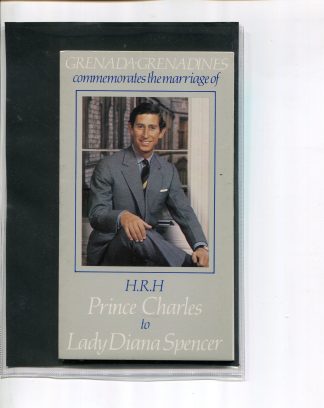 GRENADA·GRENADINES
commemorates the marriage of
H.R.H
Prince Charles
to
Lady Diana Spencer